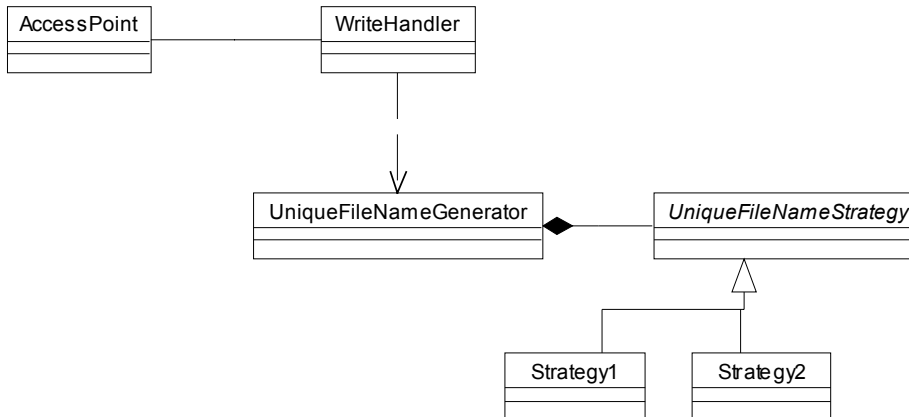 AccessPoint
WriteHandler
UniqueFileNameGenerator
UniqueFileNameStrategy
Strategy1
Strategy2